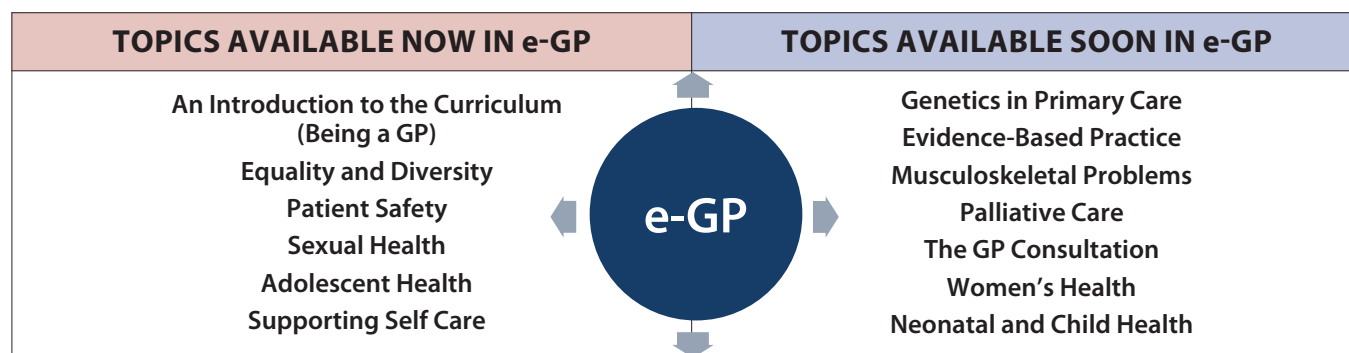 TOPICS AVAILABLE NOW IN e-GP
An Introduction to the Curriculum
(Being a GP)
Equality and Diversity
Patient Safety
Sexual Health
Adolescent Health
Supporting Self Care
e-GP
TOPICS AVAILABLE SOON IN e-GP
Genetics in Primary Care
Evidence-Based Practice
Musculoskeletal Problems
Palliative Care
The GP Consultation
Women’s Health
Neonatal and Child Health